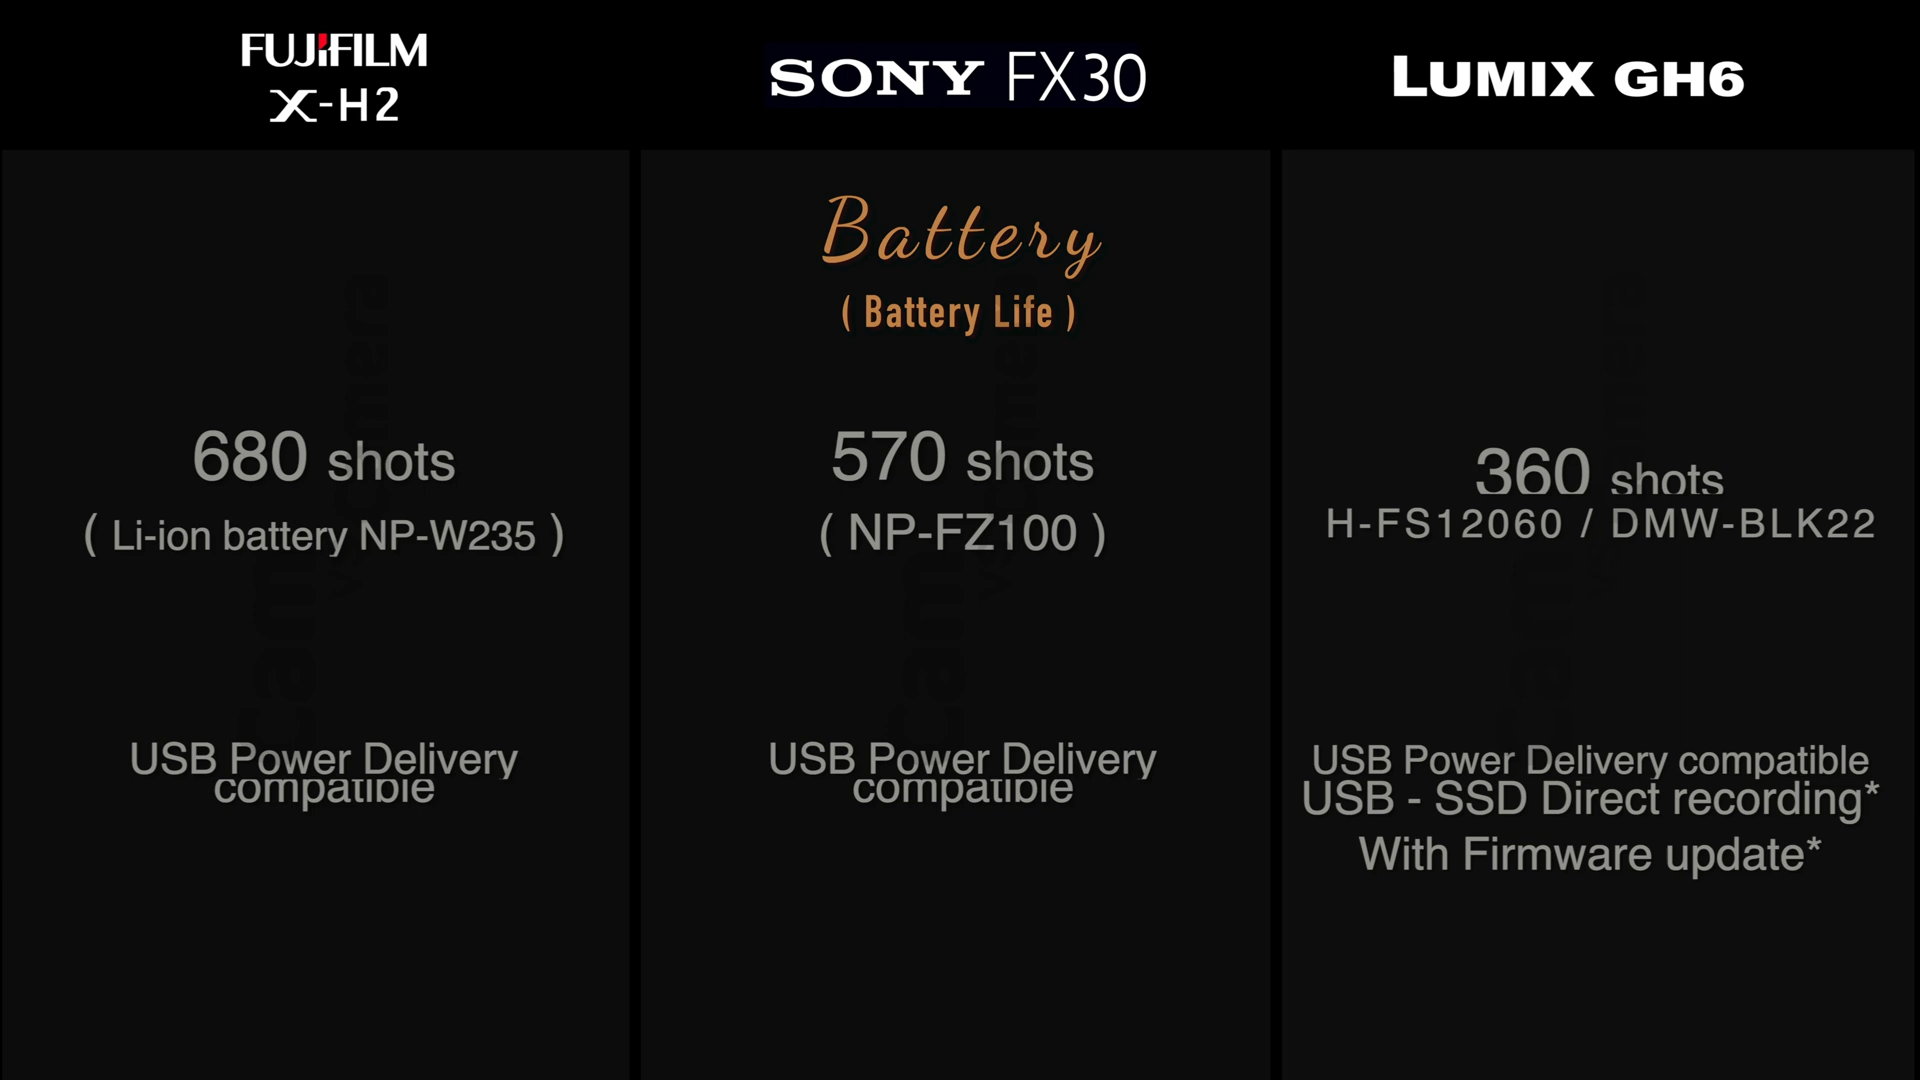 FUJIFILM
X-H2
SONY FX30
LUMIX GH6
Battery
( Battery Life )
680 shots
( Li-ion battery NP-W235 )
USB Power Delivery
compatible
570 shots
( NP-FZ100 )
USB Power Delivery
compatible
360 shots
H-FS12060 / DMW-BLK22
USB Power Delivery compatible
USB - SSD Direct recording*
With Firmware update*